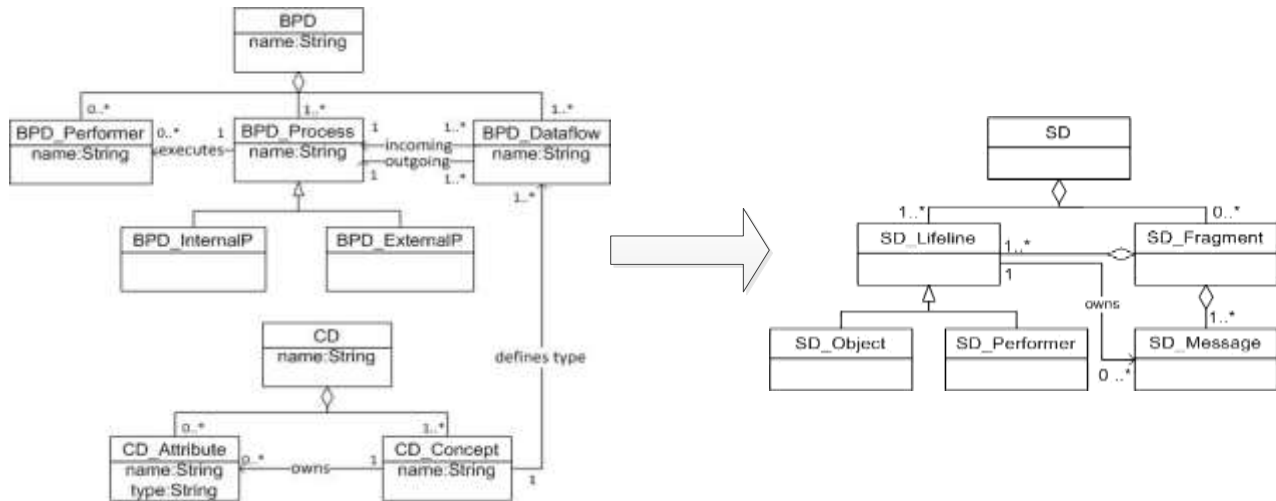 BPD
name:String
0..*
1..*
1..*
BPD_Performer
name:String
0..*
executes
1
BPD_Process
name:String
1
incoming
1..*
outgoing
1
1..*
BPD_Dataflow
name:String
1..*
BPD_InternalP
BPD_ExternalP
CD
name:String
defines type
0..*
1..*
CD_Attribute
name:String
type:String
0..*
owns
1
CD_Concept
name:String
1
SD
1..*
0..*
SD_Lifeline
1..*
1
SD_Fragment
owns
1..*
SD_Object
SD_Performer
SD_Message
0..*